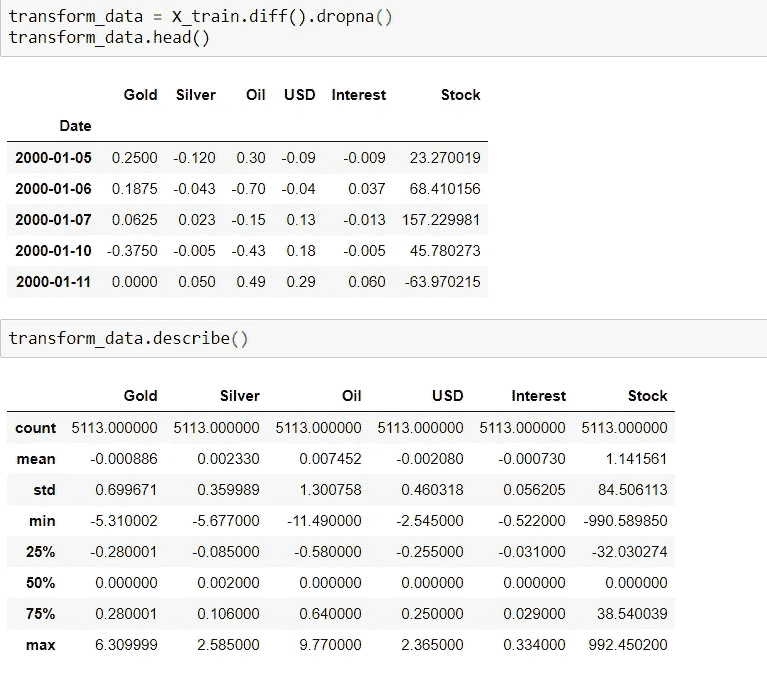 transform_data = X_train.diff().dropna()
transform_data.head()
Gold Silver Oil USD Interest Stock
Date
2000-01-05 0.2500 -0.120 0.30 -0.09 -0.009 23.270019
2000-01-06 0.1875 -0.043 -0.70 -0.04 0.037 68.410156
2000-01-07 0.0625 0.023 -0.15 0.13 -0.013 157.229981
2000-01-10 -0.3750 -0.005 -0.43 0.18 -0.005 45.780273
2000-01-11 0.0000 0.050 0.49 0.29 0.060 -63.970215
transform_data.describe()
Gold Silver Oil USD Interest Stock
count 5113.000000 5113.000000 5113.000000 5113.000000 5113.000000 5113.000000
mean -0.000886 0.002330 0.007452 -0.002080 -0.000730 1.141561
std 0.699671 0.359989 1.300758 0.460318 0.056205 84.506113
min -5.310002 -5.677000 -11.490000 -2.545000 -0.522000 -990.589850
25% -0.280001 -0.085000 -0.580000 -0.255000 -0.031000 -32.030274
50% 0.000000 0.002000 0.000000 0.000000 0.000000 0.000000
75% 0.280001 0.106000 0.640000 0.250000 0.029000 38.540039
max 6.309999 2.585000 9.770000 2.365000 0.334000 992.450200